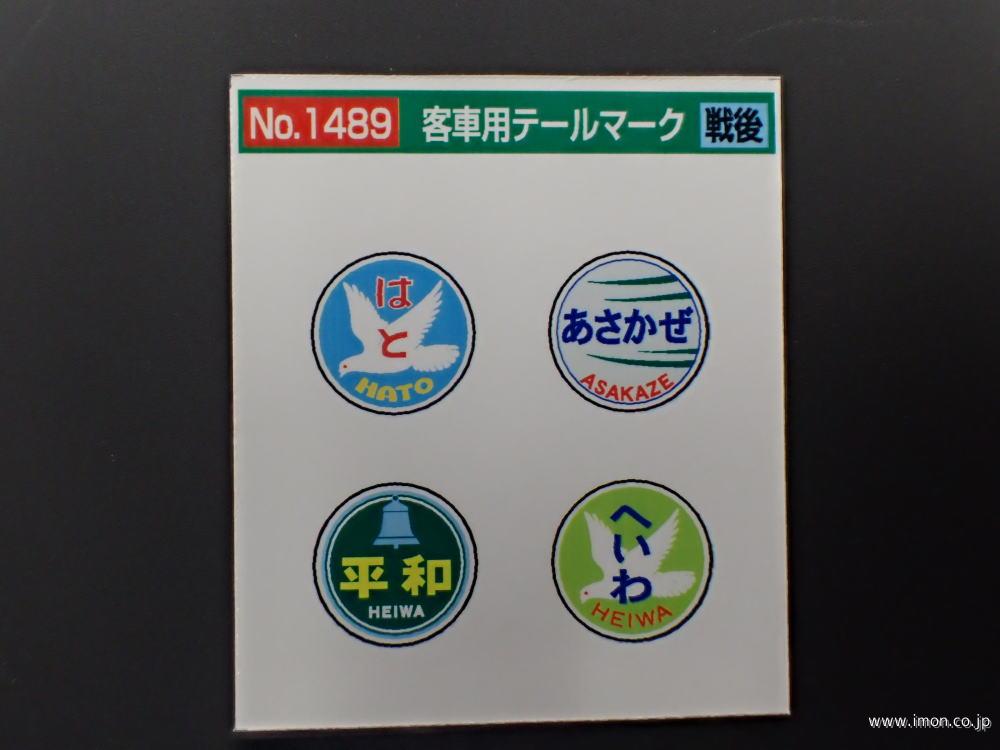 No.1489 客車用テールマーク 戦後
は
と
HATO
あさかぜ
ASAKAZE
平和
HEIWA
へ
い
わ
HEIWA
www.imon.co.jp